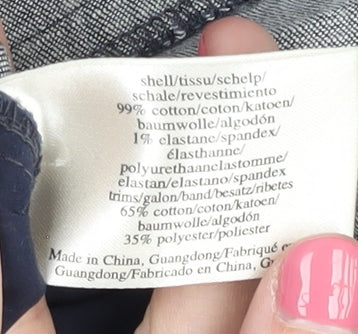 shell/tissu/schelp/
schale/revestimiento
99% cotton/coton/katoen/
baumwolle/algodón
1% elastane/spandex/
élasthanne/
polyurethaanelastomme/
elastan/elastano/spandex
trims/galon/band/besatz/ribetes
65% cotton/coton/katoen/
baumwolle/algodón
35% polyester/poliester
Made in China, Guangdong/Fabriqué
Guangdong/Fabricado en China,